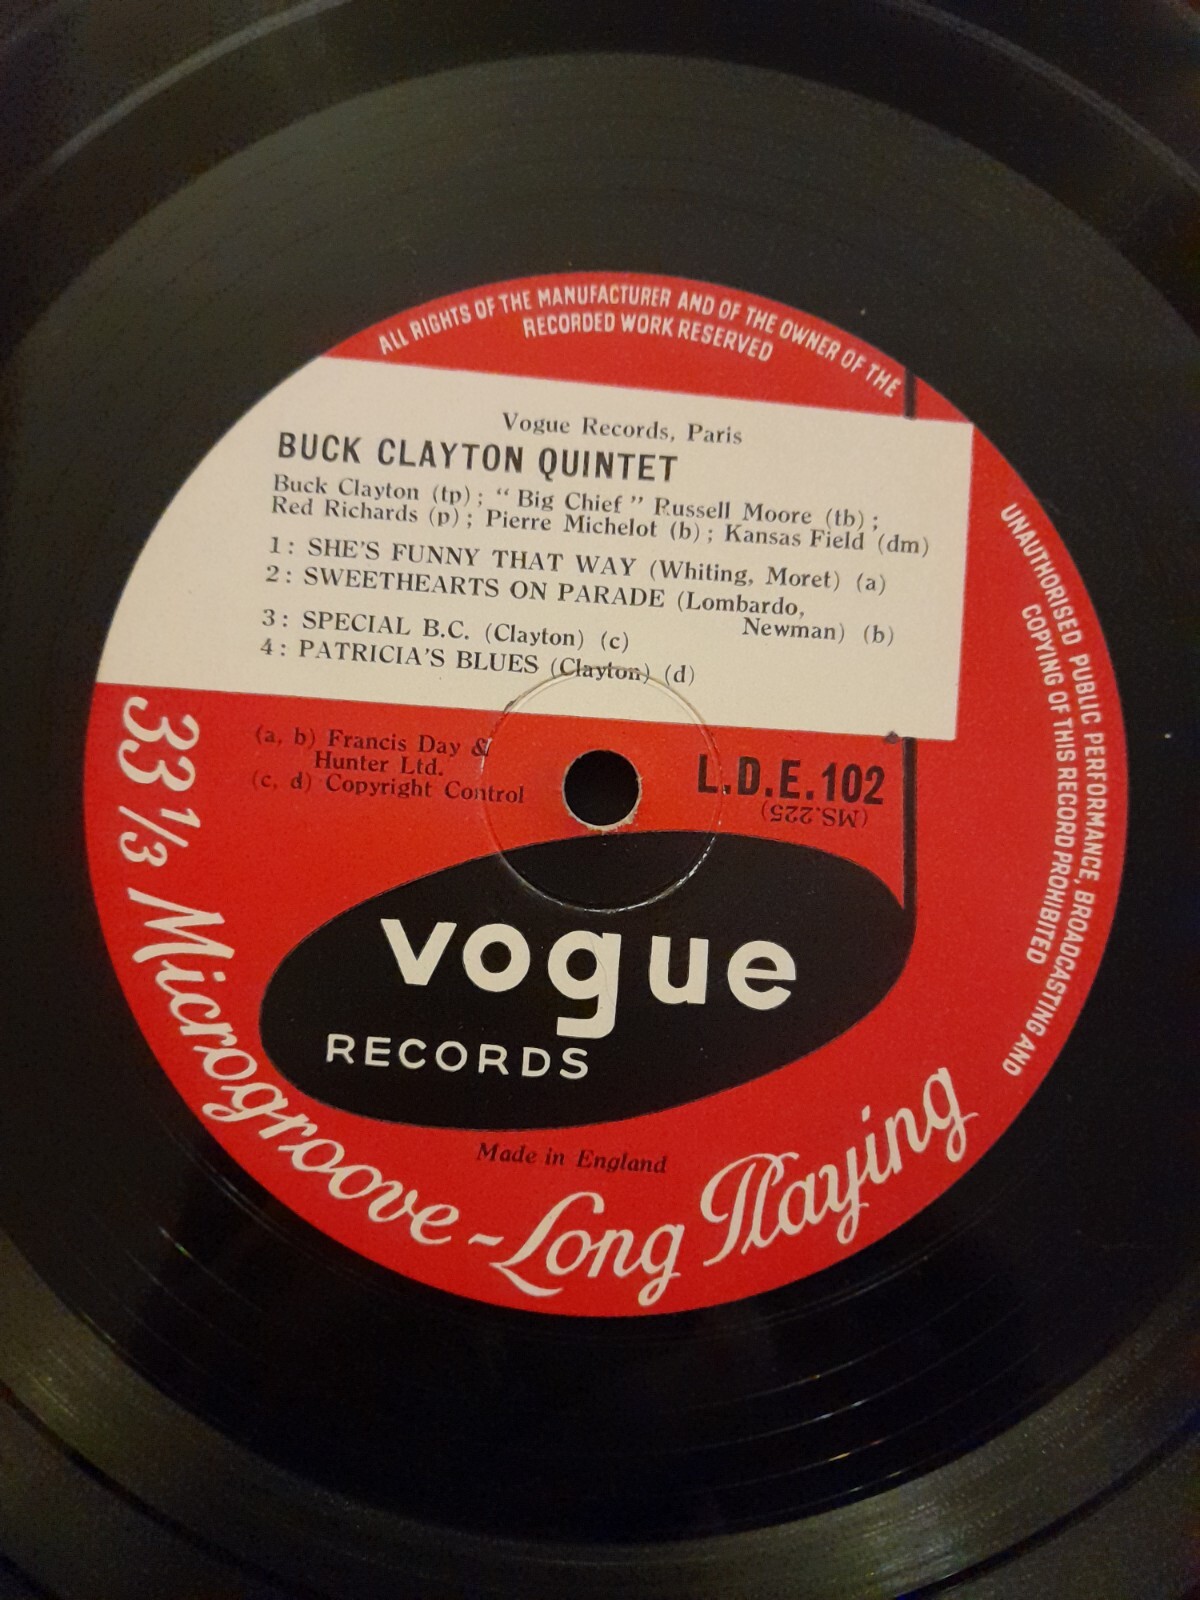 ALL RIGHTS OF THE MANUFACTURER AND OF THE OWNER OF THE
RECORDED WORK RESERVED
Vogue Records, Paris
BUCK CLAYTON QUINTET
Buck Clayton (tp); "Big Chief" Russell Moore (tb);
Red Richards (p); Pierre Michelot (b); Kansas Field (dm)
1: SHE'S FUNNY THAT WAY (Whiting, Moret) (a)
2: SWEETHEARTS ON PARADE (Lombardo,
Newman) (b)
3: SPECIAL B.C. (Clayton) (c)
4: PATRICIA'S BLUES (Clayton) (d)
(a, b) Francis Day &
Hunter Ltd.
(c, d) Copyright Control
L.D.E.102
(MS.225)
UNAUTHORISED PUBLIC PERFORMANCE, BROADCASTING AND
COPYING OF THIS RECORD PROHIBITED
vogue
RECORDS
Made in England
33 1/3 Microgroove - Long Playing